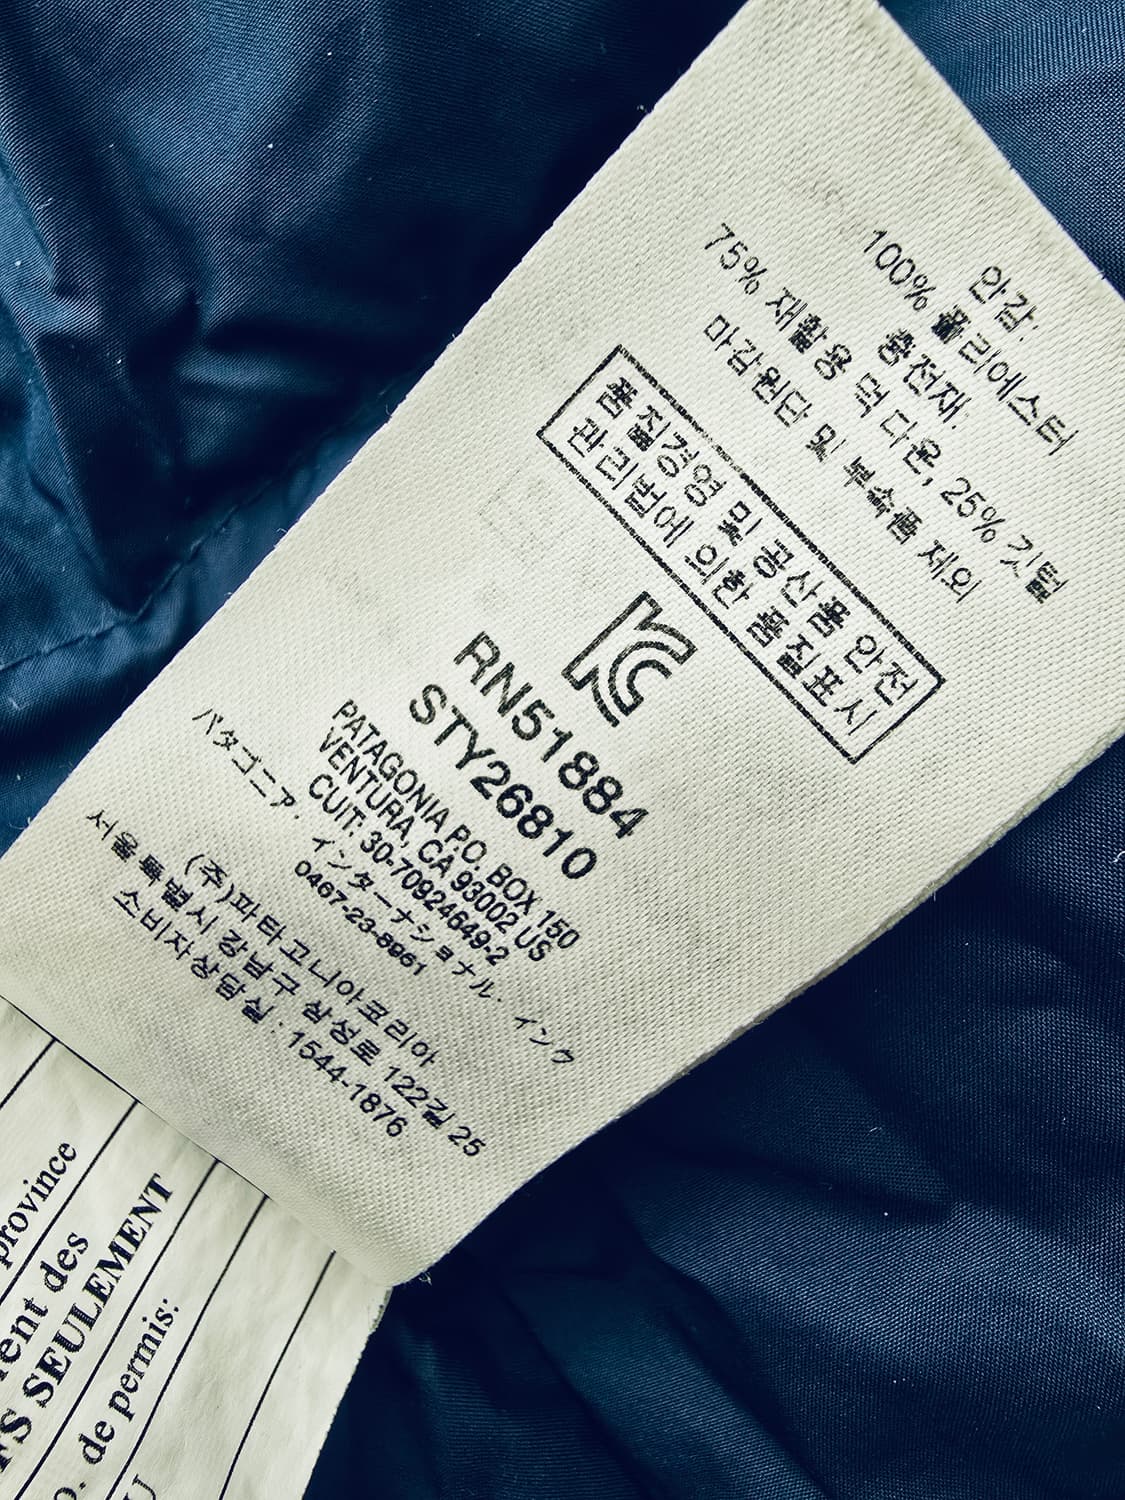 안감:
100% 폴리에스터
충전재:
75% 재활용 덕 다운, 25% 깃털
마감원단 및 부속품 제외
품질경영 및 공산품 안전
관리법에 의한 품질표시
KC
RN51884
STY26810
PATAGONIA P.O. BOX 150
VENTURA, CA 93002 US
CUIT: 30-70924649-2
パタゴニア・インターナショナル・インク
0467-23-8961
(주)파타고니아코리아
서울특별시 강남구 삼성로 122길 25
소비자상담실 : 1544-1876
province
des
SEULEMENT
de permis: